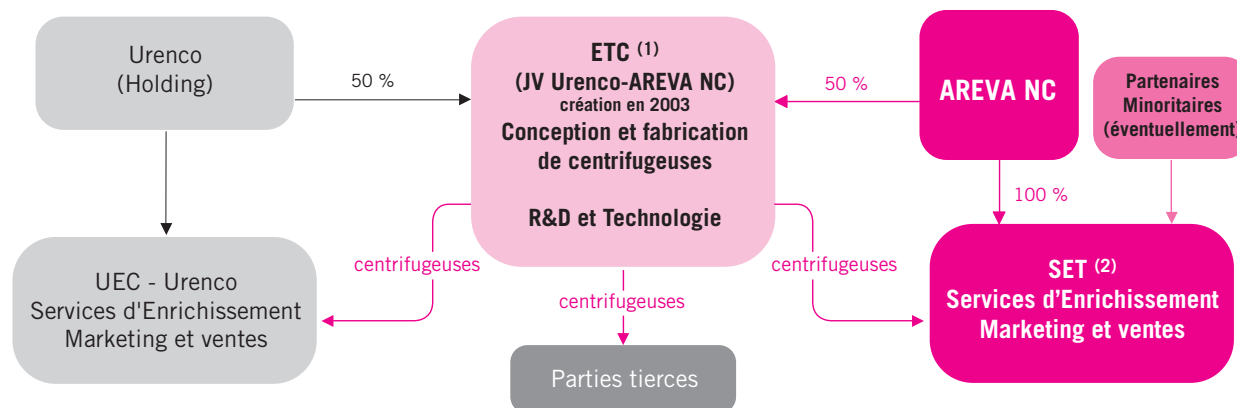 Urenco
(Holding)
50 %
ETC (1)
(JV Urenco-AREVA NC)
création en 2003
Conception et fabrication
de centrifugeuses
R&D et Technologie
50 %
AREVA NC
Partenaires
Minoritaires
(éventuellement)
100 %
centrifugeuses
centrifugeuses
centrifugeuses
UEC - Urenco
Services d'Enrichissement
Marketing et ventes
SET (2)
Services d’Enrichissement
Marketing et ventes
Parties tierces